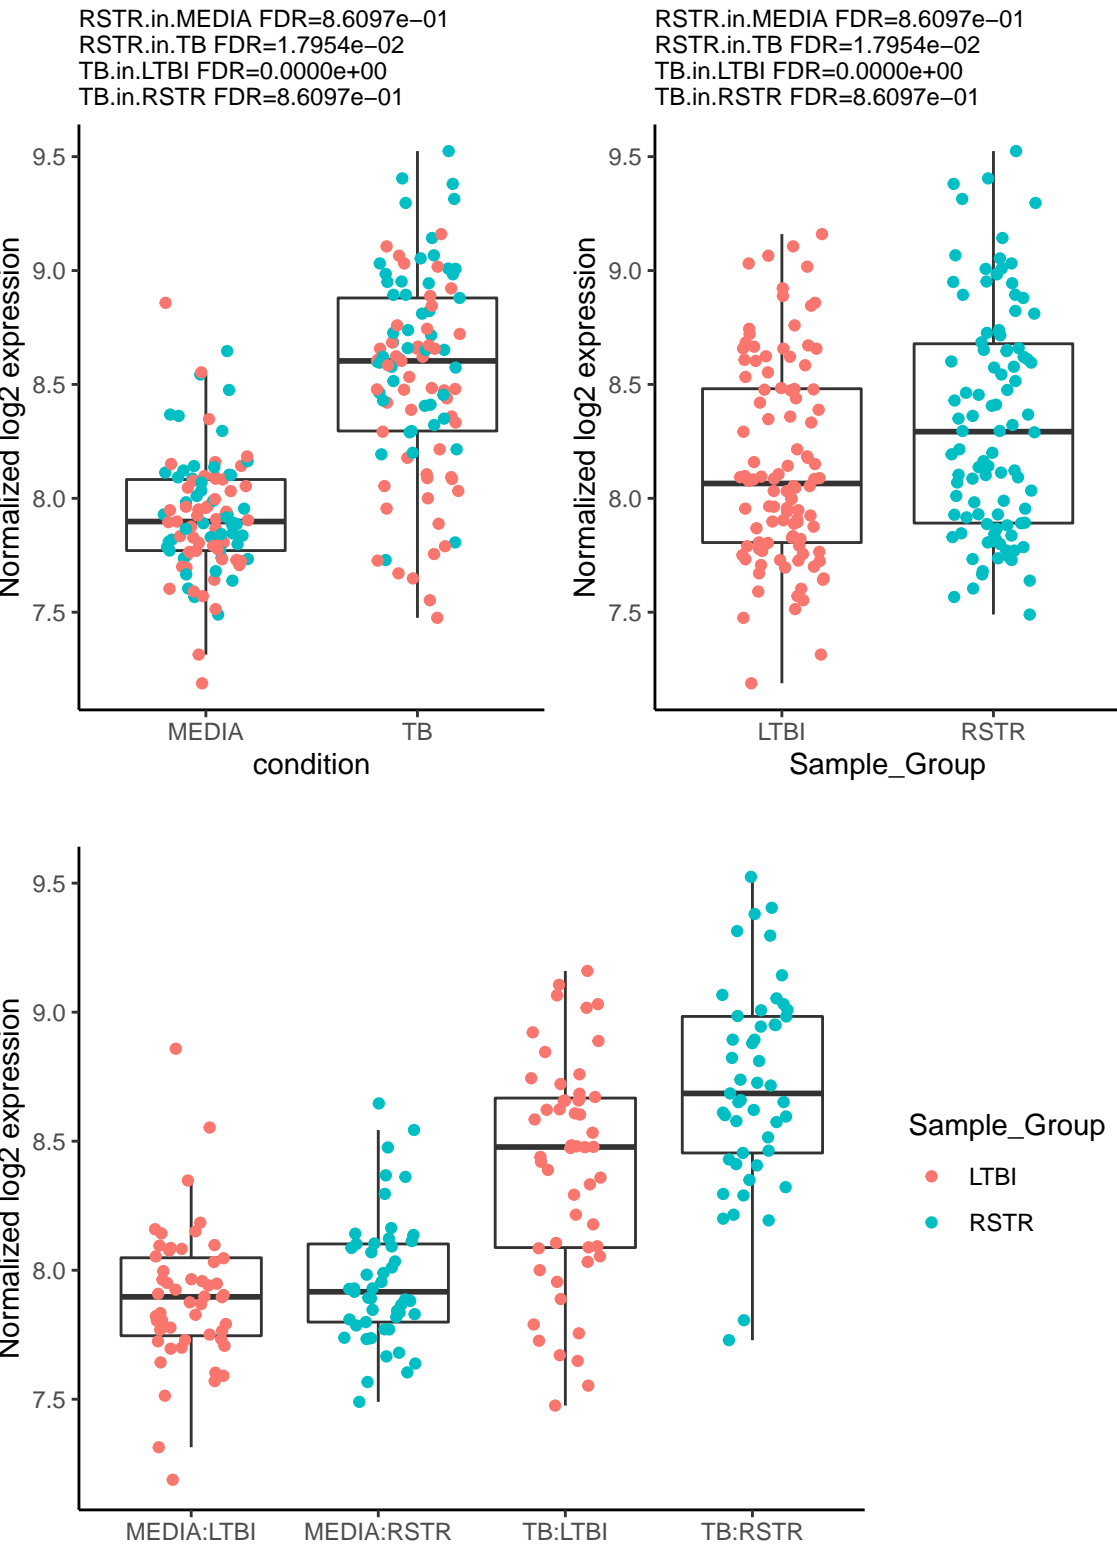 RSTR.in.MEDIA FDR=8.6097e−01
RSTR.in.TB FDR=1.7954e−02
TB.in.LTBI FDR=0.0000e+00
TB.in.RSTR FDR=8.6097e−01
Normalized log2 expression
9.5
9.0
8.5
8.0
7.5
MEDIA
TB
condition
RSTR.in.MEDIA FDR=8.6097e−01
RSTR.in.TB FDR=1.7954e−02
TB.in.LTBI FDR=0.0000e+00
TB.in.RSTR FDR=8.6097e−01
Normalized log2 expression
9.5
9.0
8.5
8.0
7.5
LTBI
RSTR
Sample_Group
Normalized log2 expression
9.5
9.0
8.5
8.0
7.5
MEDIA:LTBI
MEDIA:RSTR
TB:LTBI
TB:RSTR
Sample_Group
LTBI
RSTR